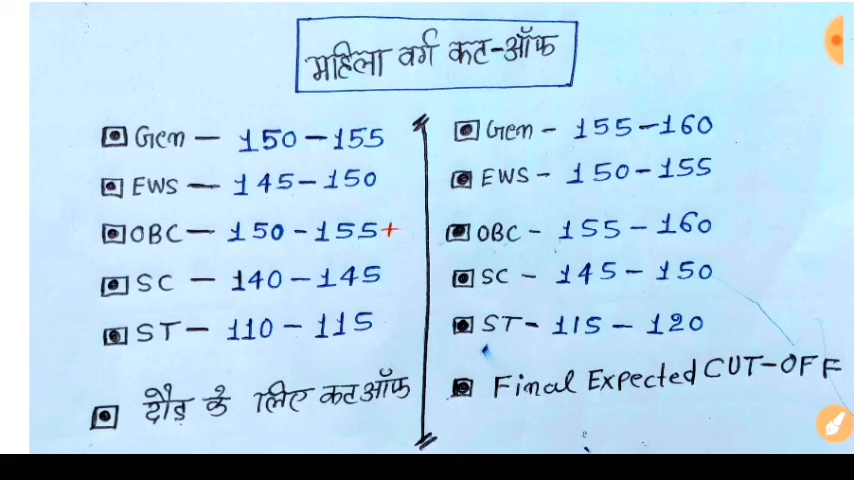 महिला वर्ग कट-ऑफ
Gen — 150-155
EWS — 145-150
OBC — 150-155+
SC — 140-145
ST — 110-115
दौड़ के लिए कटऑफ
Gen - 155-160
EWS - 150-155
OBC - 155-160
SC - 145-150
ST - 115-120
Final Expected CUT-OFF